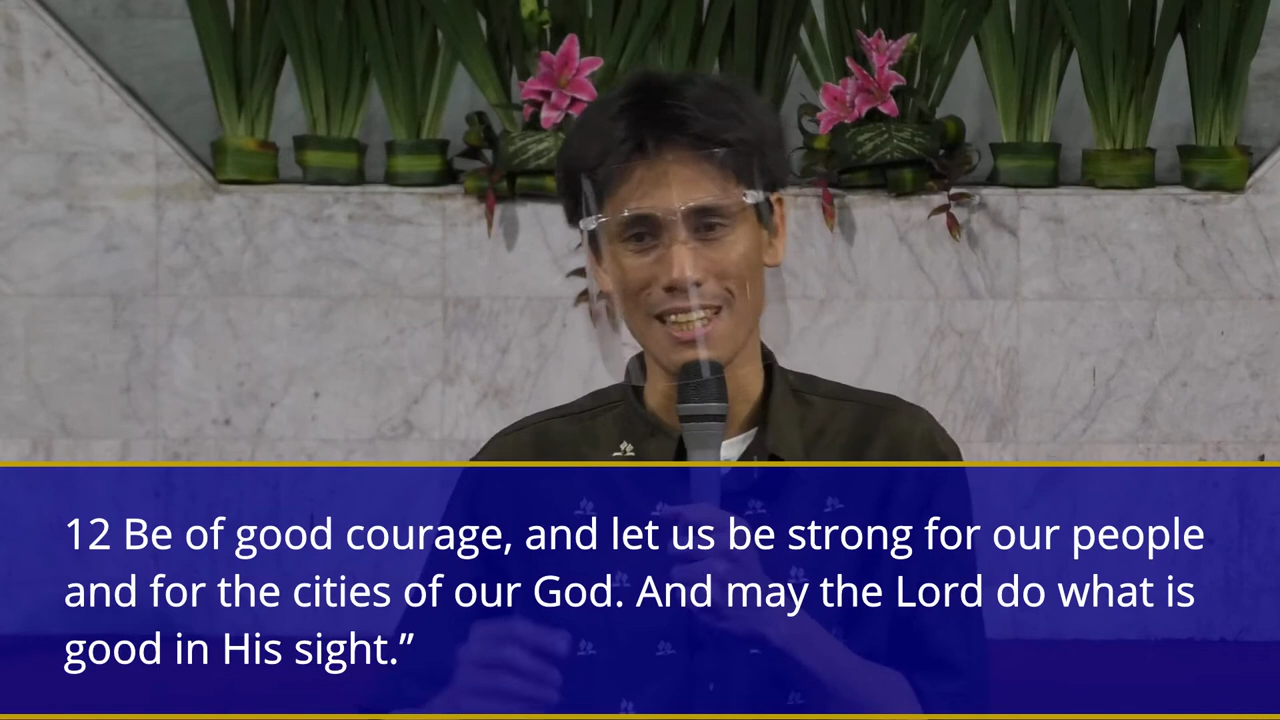 12 Be of good courage, and let us be strong for our people
and for the cities of our God. And may the Lord do what is
good in His sight.”